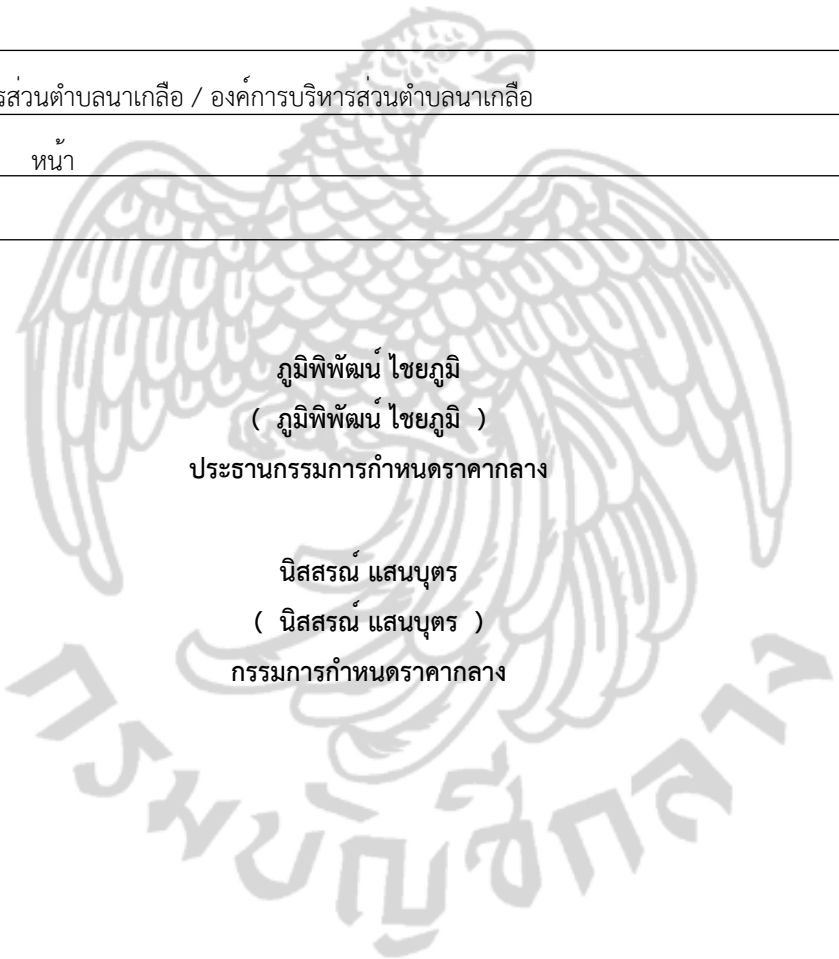 รส่วนตำบลนาเกลือ / องค์การบริหารส่วนตำบลนาเกลือ
หน้า
ภูมิพิพัฒน์ ไชยภูมิ
( ภูมิพิพัฒน์ ไชยภูมิ )
ประธานกรรมการกำหนดราคากลาง
นิสสรณ์ แสนบุตร
( นิสสรณ์ แสนบุตร )
กรรมการกำหนดราคากลาง
กรมบัญชีกลาง